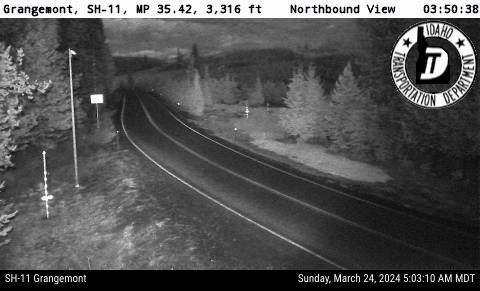 Grangemont, SH-11, MP 35.42, 3,316 ft Northbound View 03:50:38
IDAHO
TRANSPORTATION DEPARTMENT
SH-11 Grangemont Sunday, March 24, 2024 5:03:10 AM MDT